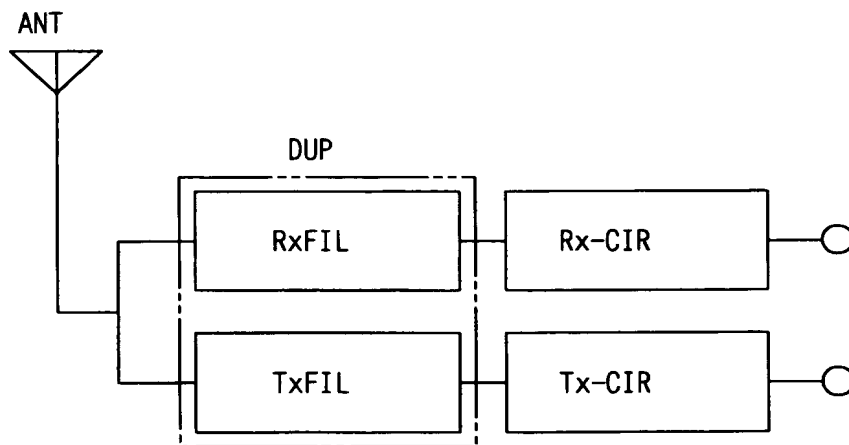 ANT
DUP
RxFIL
Rx-CIR
TxFIL
Tx-CIR